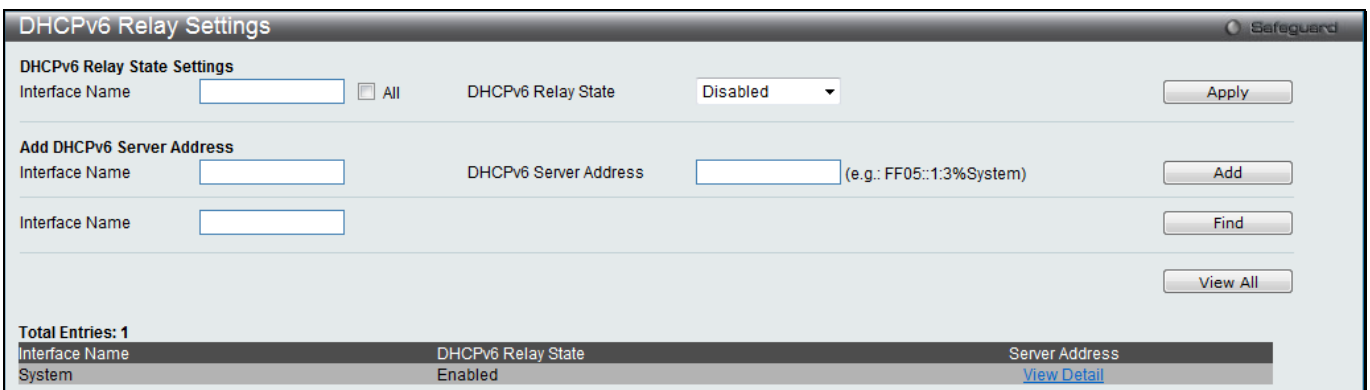 DHCPv6 Relay Settings Safeguard
DHCPv6 Relay State Settings
Interface Name All DHCPv6 Relay State Disabled Apply
Add DHCPv6 Server Address
Interface Name DHCPv6 Server Address (e.g.: FF05::1:3%System) Add
Interface Name Find
View All
Total Entries: 1
Interface Name DHCPv6 Relay State Server Address
System Enabled View Detail